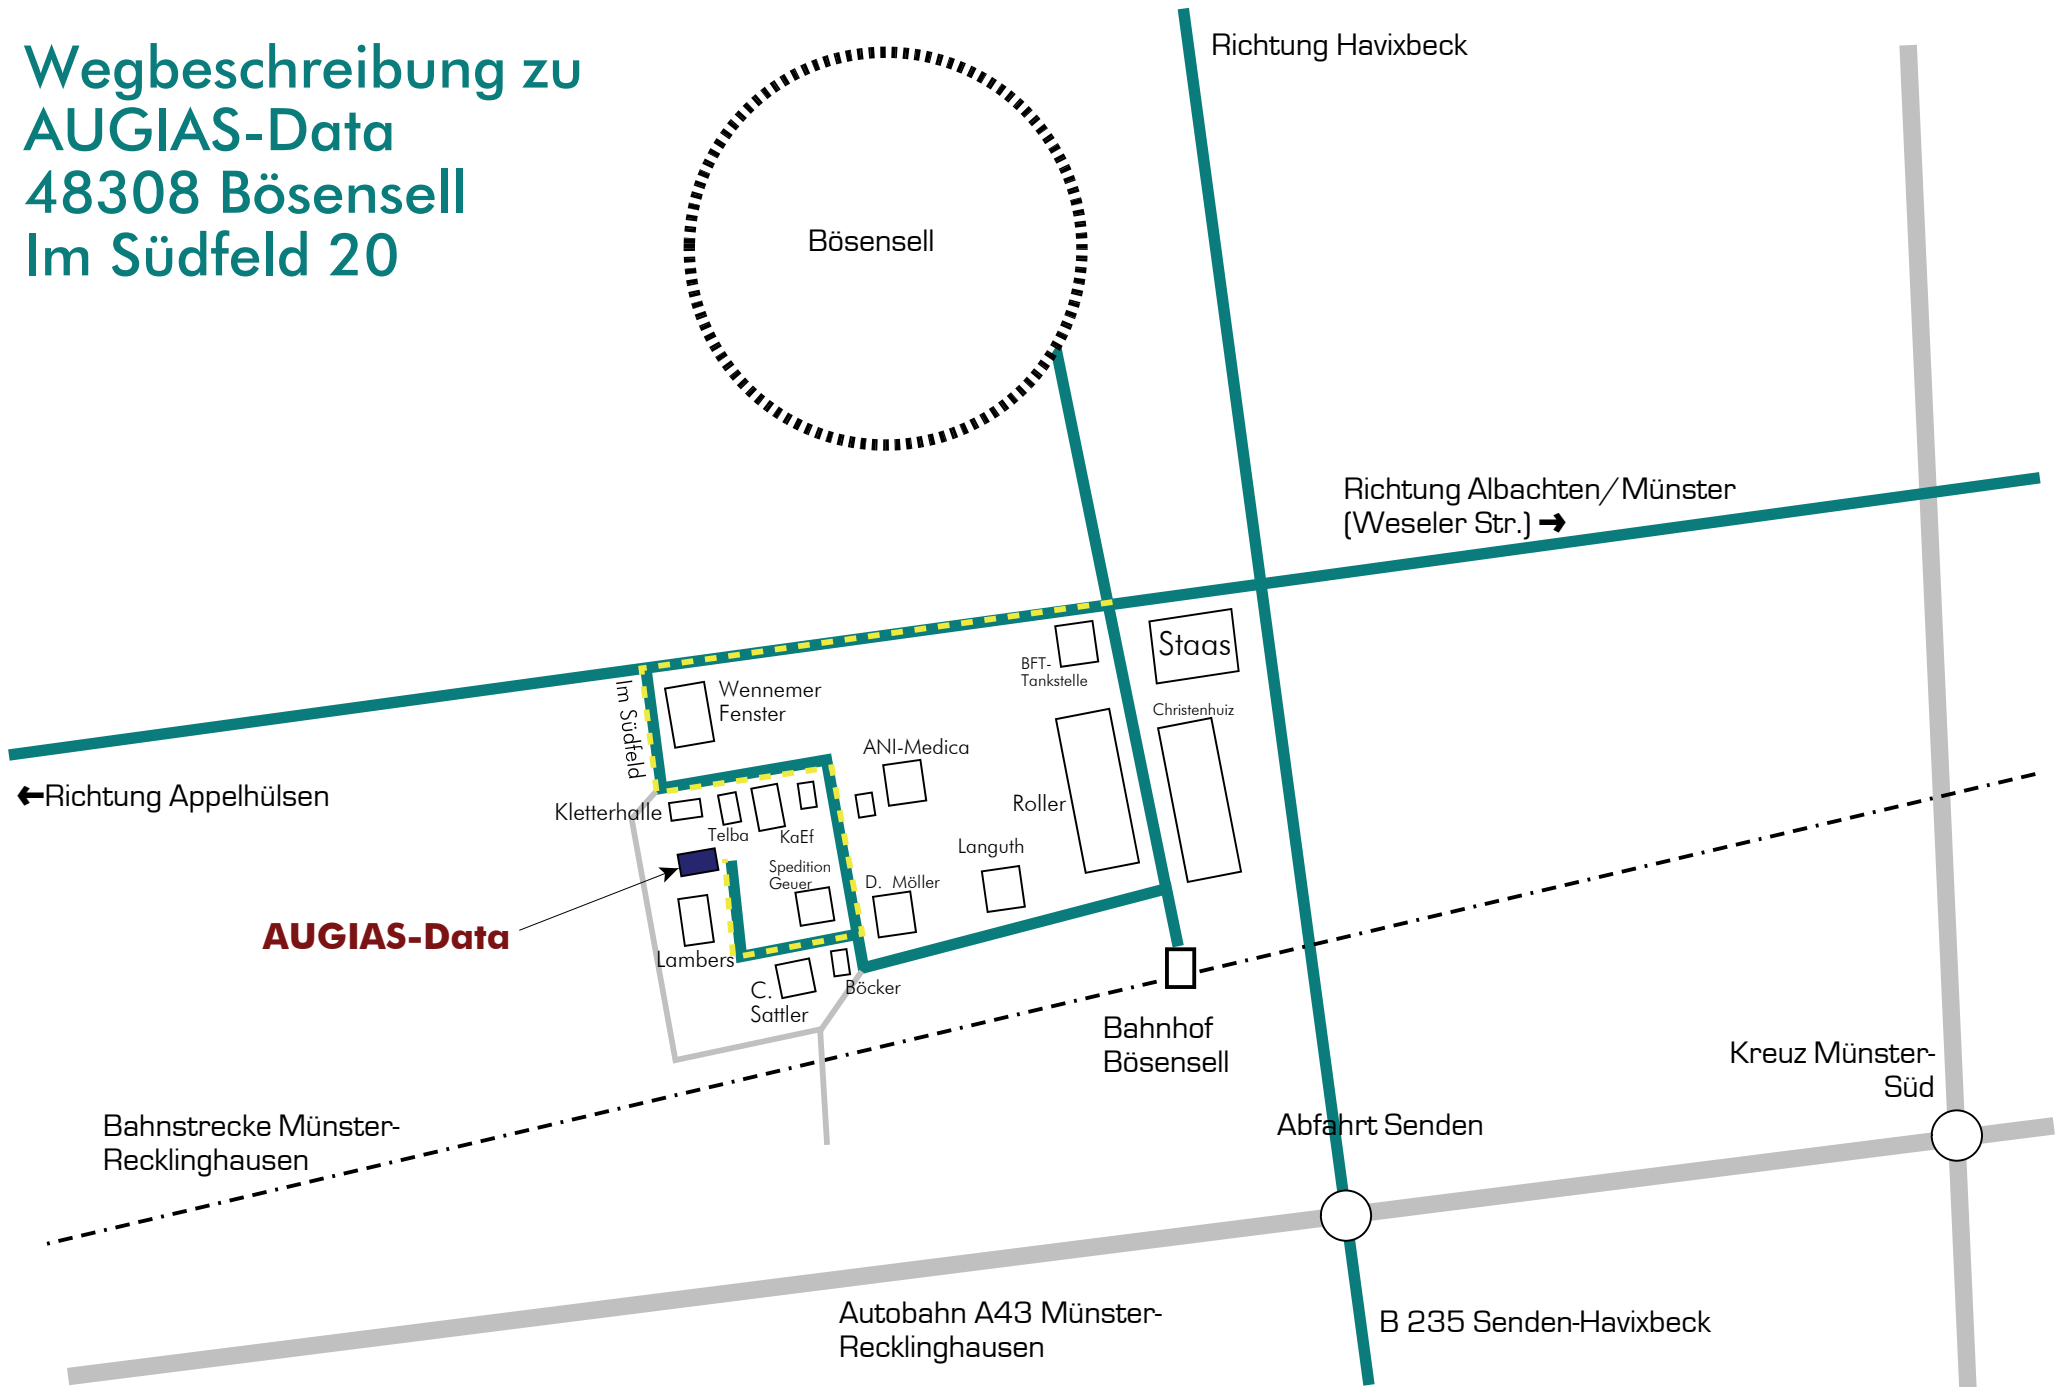 Wegbeschreibung zu
AUGIAS-Data
48308 Bösensell
Im Südfeld 20
Richtung Havixbeck
Bösensell
Richtung Albachten/Münster
(Weseler Str.) →
Staas
BFT-
Tankstelle
Im Südfeld
Wennemer
Fenster
Christenhuiz
ANI-Medica
←Richtung Appelhülsen
Kletterhalle
Roller
Telba
KaEf
Languth
Spedition
Geuer
D. Möller
AUGIAS-Data
Lambers
C.
Sattler
Böcker
Bahnhof
Bösensell
Kreuz Münster-
Süd
Bahnstrecke Münster-
Recklinghausen
Abfahrt Senden
Autobahn A43 Münster-
Recklinghausen
B 235 Senden-Havixbeck